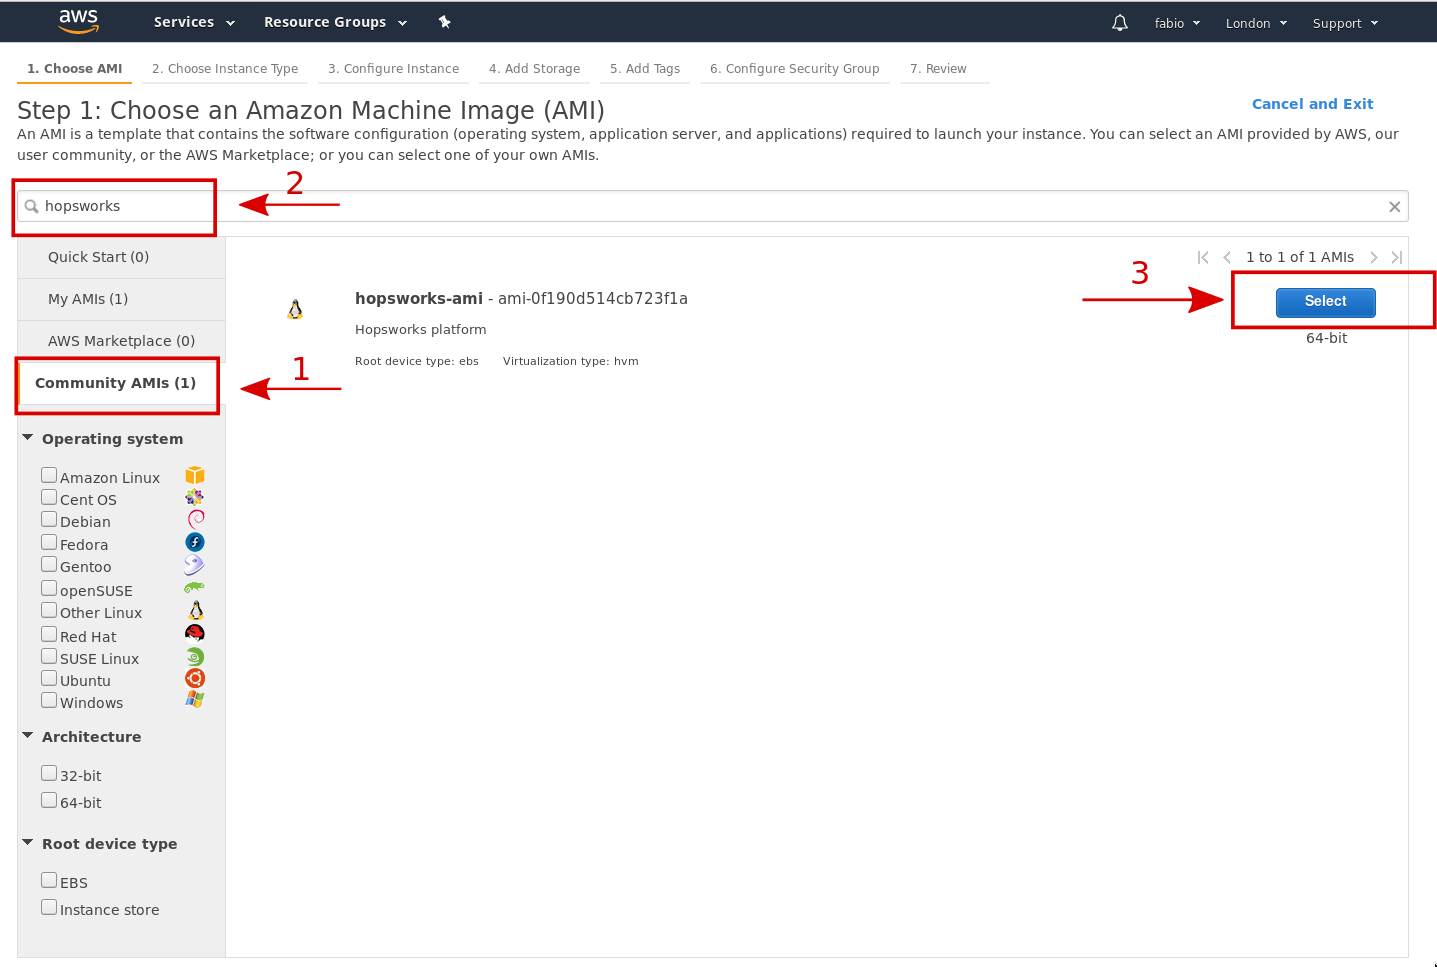 aws Services Resource Groups fabio London Support
1. Choose AMI 2. Choose Instance Type 3. Configure Instance 4. Add Storage 5. Add Tags 6. Configure Security Group 7. Review
Step 1: Choose an Amazon Machine Image (AMI) Cancel and Exit
An AMI is a template that contains the software configuration (operating system, application server, and applications) required to launch your instance. You can select an AMI provided by AWS, our
user community, or the AWS Marketplace; or you can select one of your own AMIs.
2
hopsworks
Quick Start (0)
1 to 1 of 1 AMIs
My AMIs (1)
AWS Marketplace (0)
1
Community AMIs (1)
hopsworks-ami - ami-0f190d514cb723f1a
3
Select
Hopsworks platform
64-bit
Root device type: ebs Virtualization type: hvm
Operating system
Amazon Linux
Cent OS
Debian
Fedora
Gentoo
openSUSE
Other Linux
Red Hat
SUSE Linux
Ubuntu
Windows
Architecture
32-bit
64-bit
Root device type
EBS
Instance store